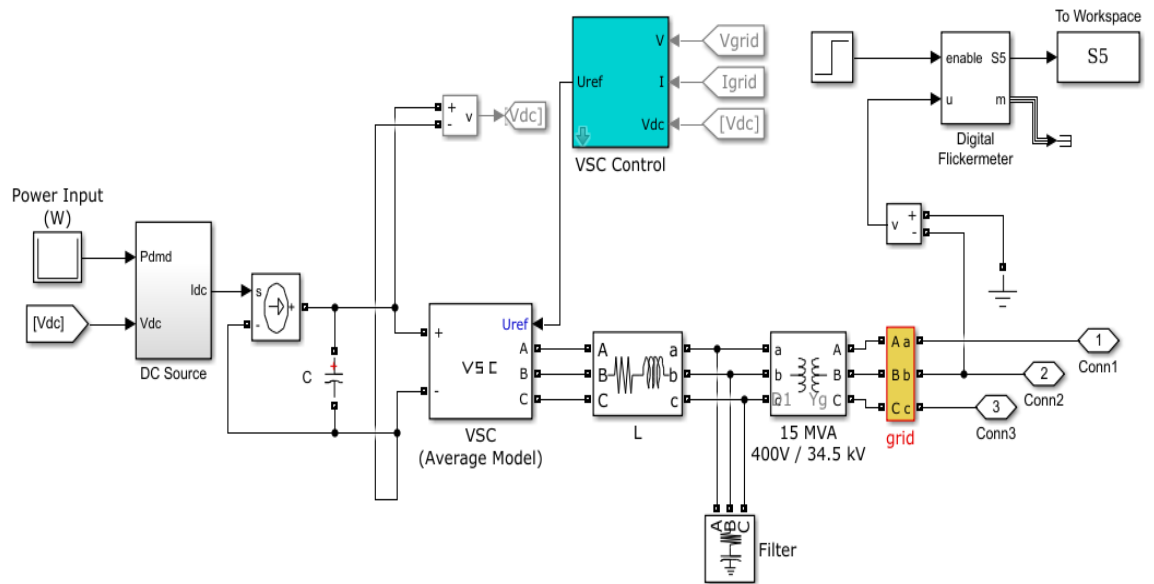 To Workspace
V
Vgrid
enable
S5
S5
Uref
I
Igrid
u
m
+
-
v
[Vdc]
Vdc
[Vdc]
Digital
Flickermeter
VSC Control
Power Input
(W)
Pdmd
Idc
s
+
-
[Vdc]
Vdc
DC Source
C
+
+
-
VSC
Uref
A
B
C
VSC
(Average Model)
A
B
C
a
b
c
L
a
b
c
A
B
C
D1 Yg
15 MVA
400V / 34.5 kV
v
+
-
A a
B b
C c
grid
1
Conn1
2
Conn2
3
Conn3
A B C
Filter